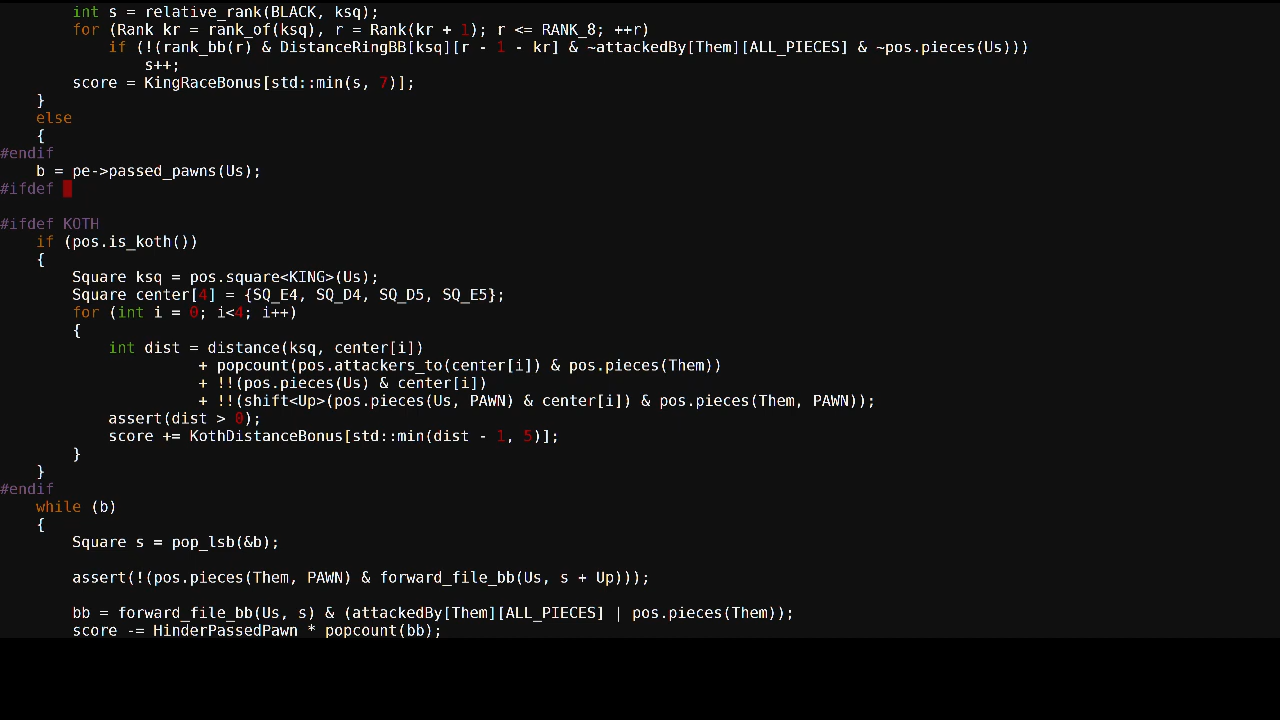 int s = relative_rank(BLACK, ksq);
for (Rank kr = rank_of(ksq), r = Rank(kr + 1); r <= RANK_8; ++r)
if (!(rank_bb(r) & DistanceRingBB[ksq][r - 1 - kr] & ~attackedBy[Them][ALL_PIECES] & ~pos.pieces(Us)))
s++;
score = KingRaceBonus[std::min(s, 7)];
}
else
{
#endif
b = pe->passed_pawns(Us);
#ifdef
#ifdef KOTH
if (pos.is_koth())
{
Square ksq = pos.square<KING>(Us);
Square center[4] = {SQ_E4, SQ_D4, SQ_D5, SQ_E5};
for (int i = 0; i<4; i++)
{
int dist = distance(ksq, center[i])
+ popcount(pos.attackers_to(center[i]) & pos.pieces(Them))
+ !!(pos.pieces(Us) & center[i])
+ !!(shift<Up>(pos.pieces(Us, PAWN) & center[i]) & pos.pieces(Them, PAWN));
assert(dist > 0);
score += KothDistanceBonus[std::min(dist - 1, 5)];
}
}
#endif
while (b)
{
Square s = pop_lsb(&b);
assert(!(pos.pieces(Them, PAWN) & forward_file_bb(Us, s + Up)));
bb = forward_file_bb(Us, s) & (attackedBy[Them][ALL_PIECES] | pos.pieces(Them));
score -= HinderPassedPawn * popcount(bb);